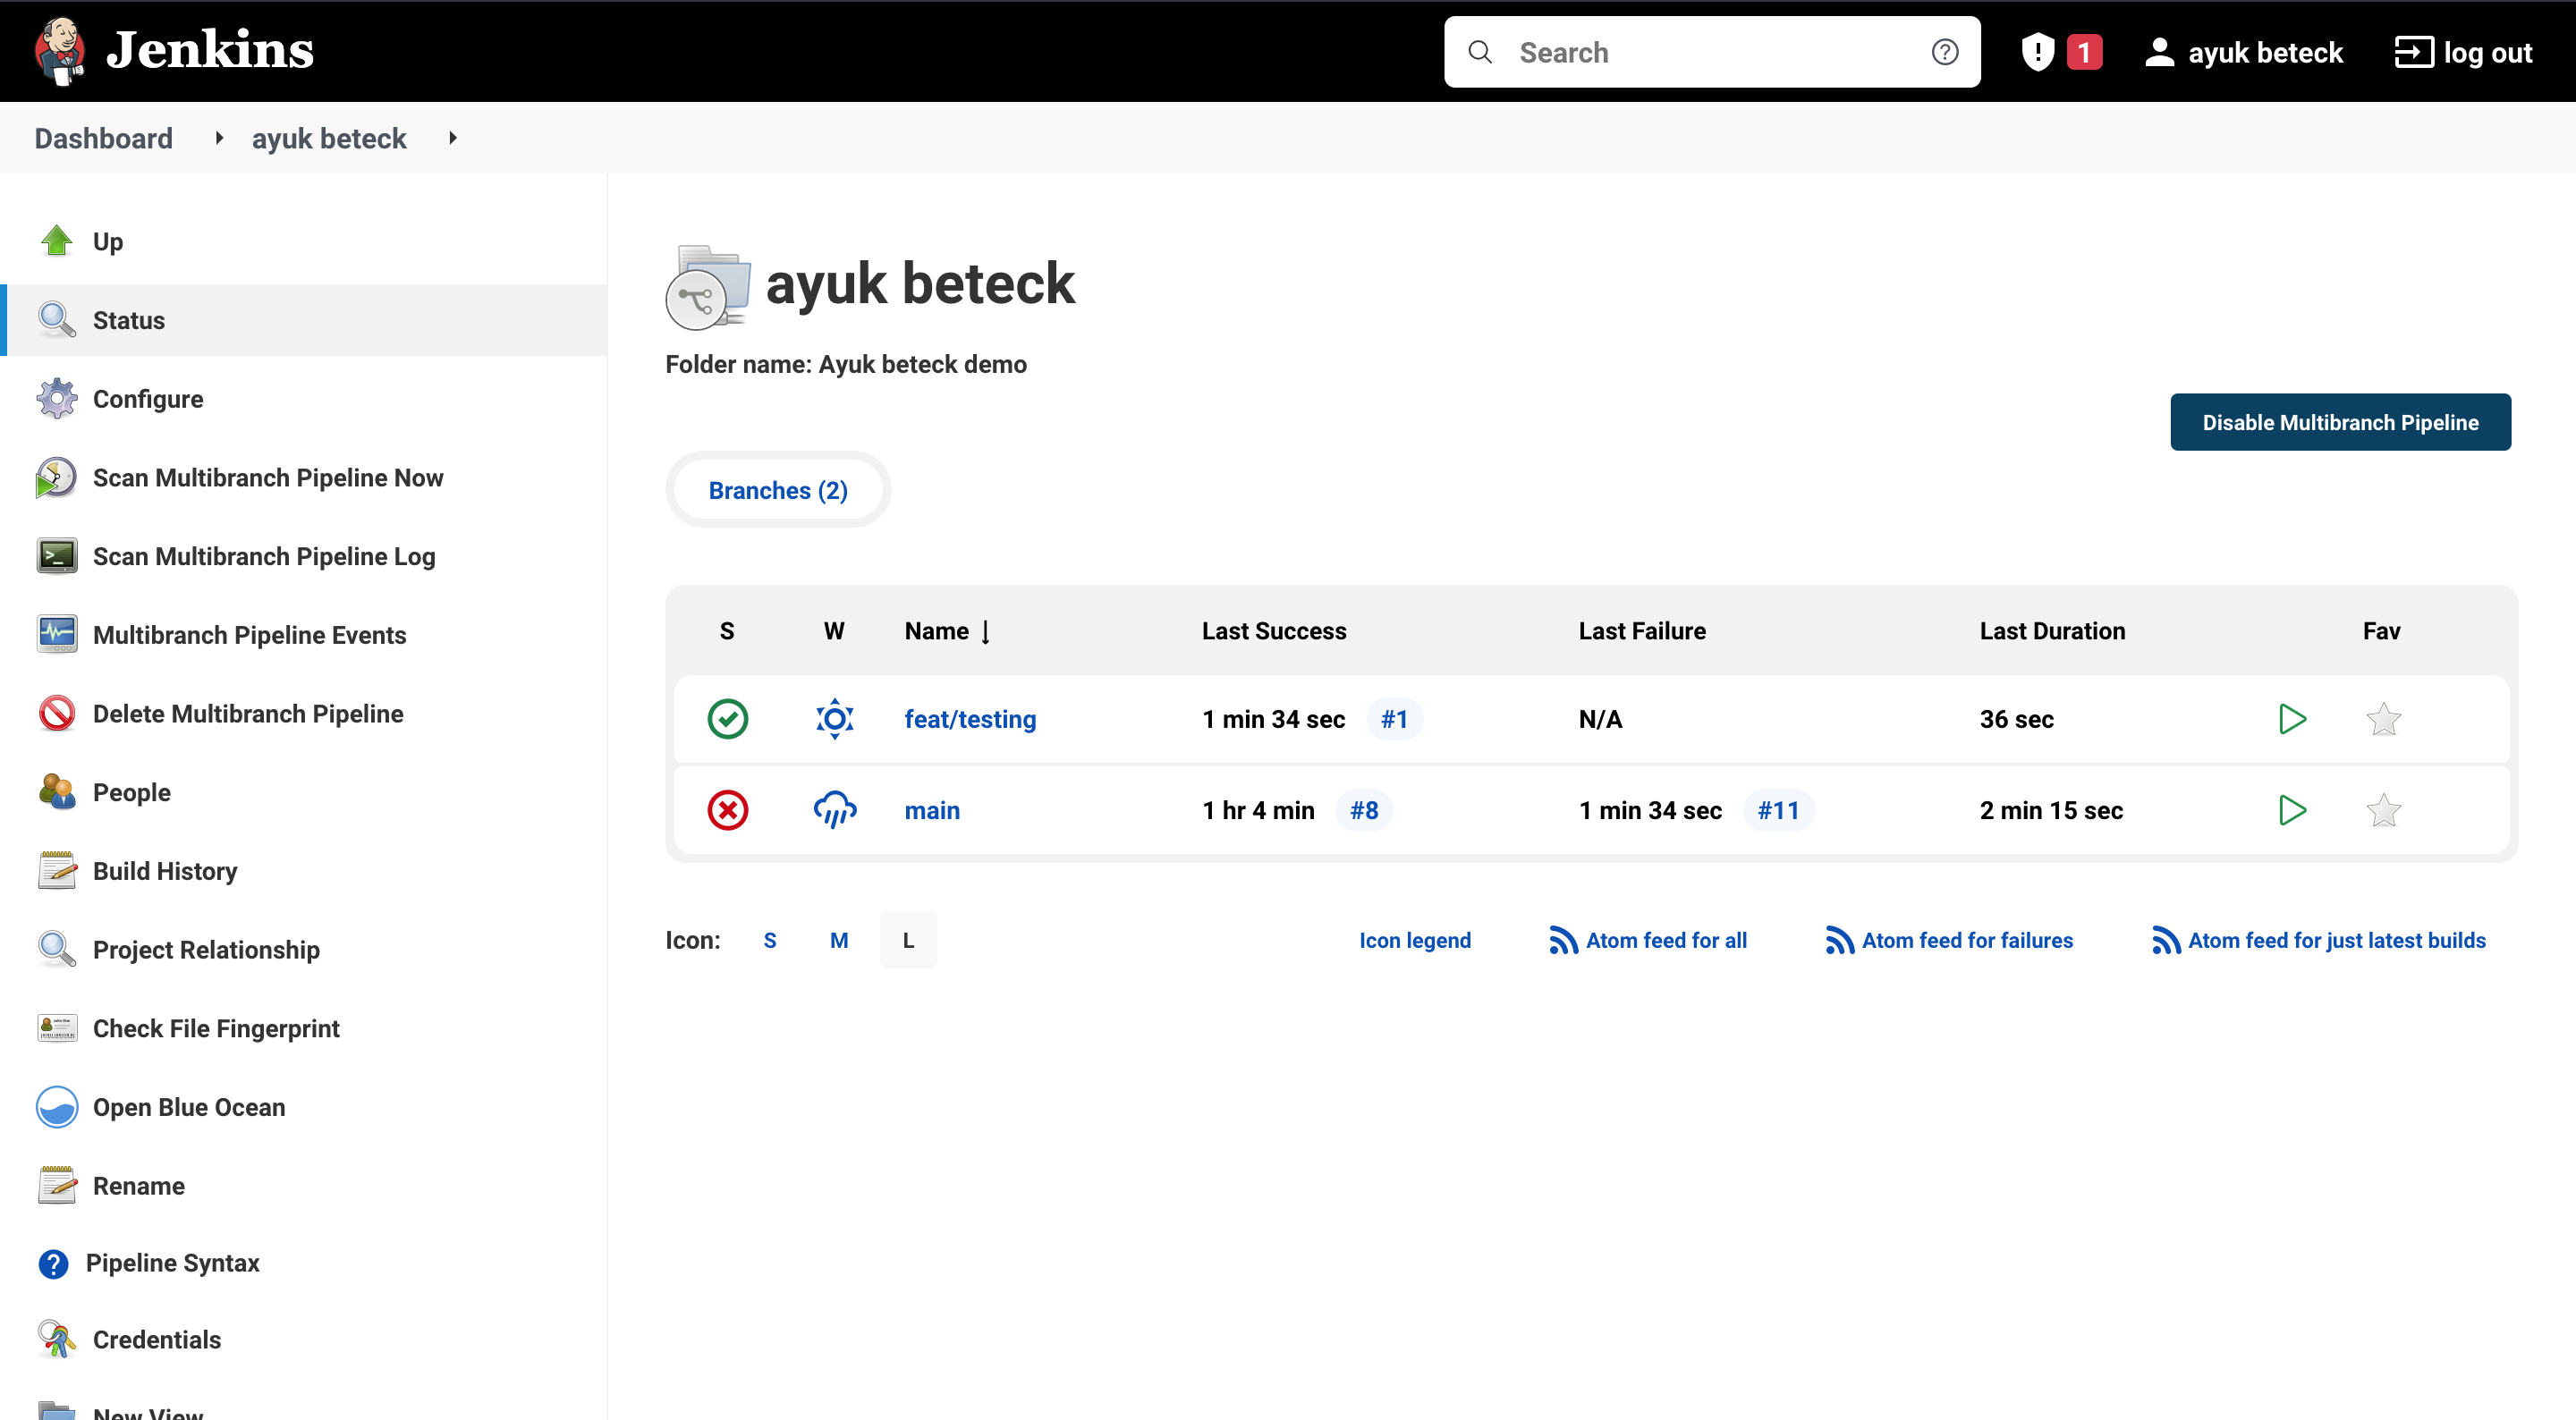 Jenkins
Search
1
ayuk beteck
log out
Dashboard
ayuk beteck
Up
Status
Configure
Scan Multibranch Pipeline Now
Scan Multibranch Pipeline Log
Multibranch Pipeline Events
Delete Multibranch Pipeline
People
Build History
Project Relationship
Check File Fingerprint
Open Blue Ocean
Rename
Pipeline Syntax
Credentials
New View
ayuk beteck
Folder name: Ayuk beteck demo
Disable Multibranch Pipeline
Branches (2)
S W Name ↓ Last Success Last Failure Last Duration Fav
feat/testing 1 min 34 sec #1 N/A 36 sec
main 1 hr 4 min #8 1 min 34 sec #11 2 min 15 sec
Icon: S M L
Icon legend
Atom feed for all
Atom feed for failures
Atom feed for just latest builds